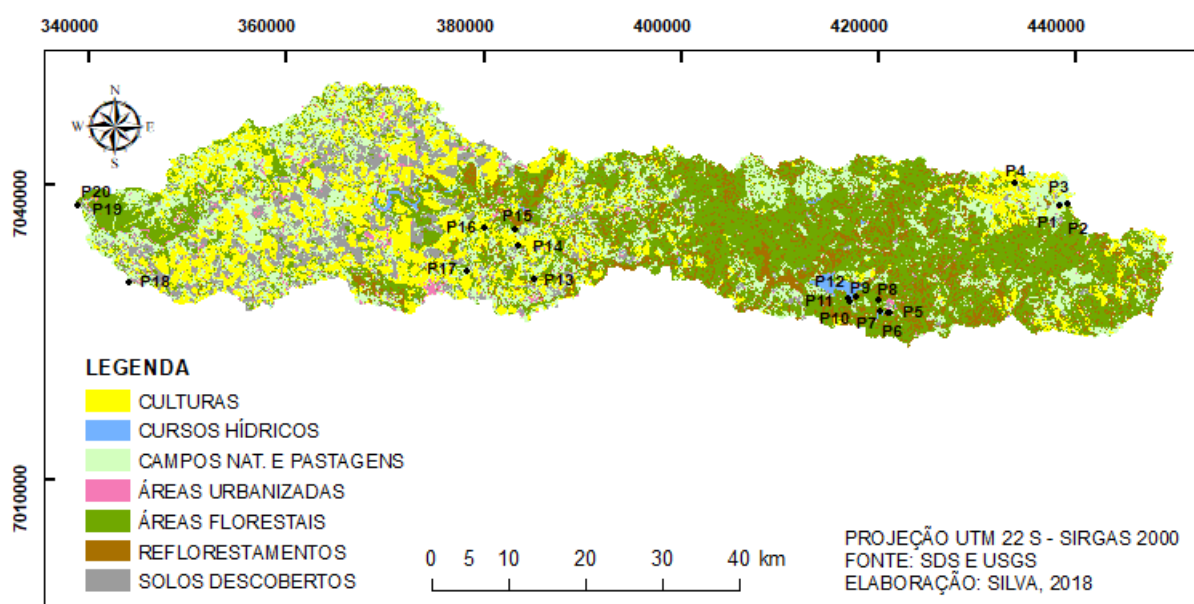 340000 360000 380000 400000 420000 440000
N
W E
S
7040000
7010000
P20
P19
P18
P16
P15
P14
P17
P13
P4
P3
P1
P2
P12
P9
P8
P11
P5
P10
P7
P6
LEGENDA
CULTURAS
CURSOS HÍDRICOS
CAMPOS NAT. E PASTAGENS
ÁREAS URBANIZADAS
ÁREAS FLORESTAIS
REFLORESTAMENTOS
SOLOS DESCOBERTOS
0 5 10 20 30 40 km
PROJEÇÃO UTM 22 S - SIRGAS 2000
FONTE: SDS E USGS
ELABORAÇÃO: SILVA, 2018